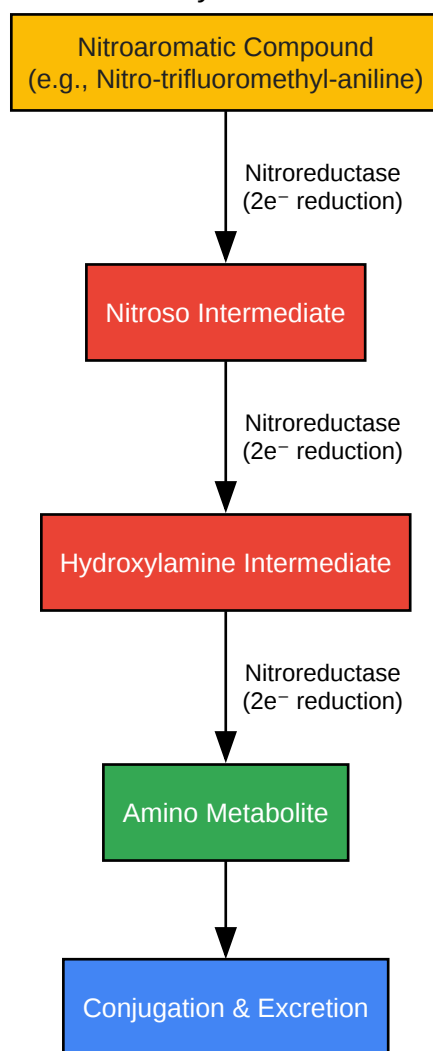 Nitroaromatic Compound
(e.g., Nitro-trifluoromethyl-aniline)
Nitroreductase
(2e⁻ reduction)
Nitroso Intermediate
Nitroreductase
(2e⁻ reduction)
Hydroxylamine Intermediate
Nitroreductase
(2e⁻ reduction)
Amino Metabolite
Conjugation & Excretion